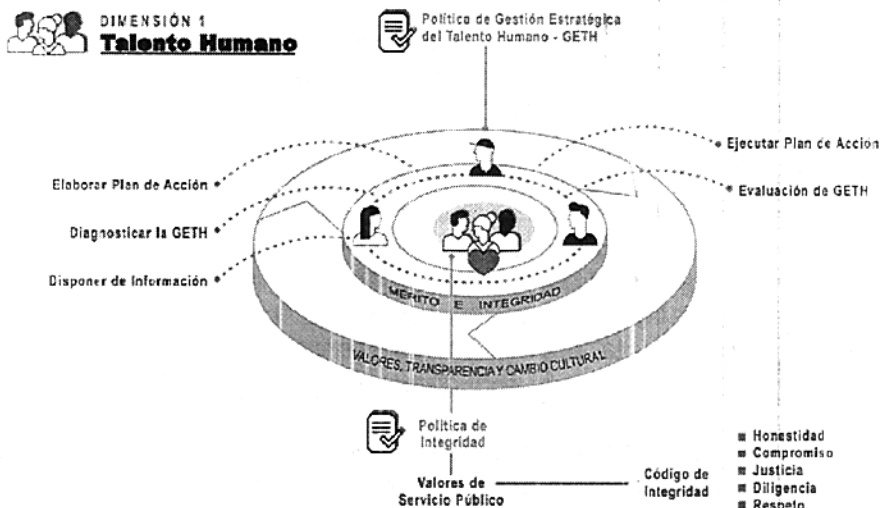 DIMENSIÓN 1
Talento Humano
Política de Gestión Estratégica
del Talento Humano - GETH
Ejecutar Plan de Acción
Elaborar Plan de Acción
Evaluación de GETH
Diagnosticar la GETH
Disponer de Información
MÉRITO E INTEGRIDAD
VALORES, TRANSPARENCIA Y CAMBIO CULTURAL
Política de
Integridad
Valores de
Servicio Público
Código de
Integridad
Honestidad
Compromiso
Justicia
Diligencia
Respeto